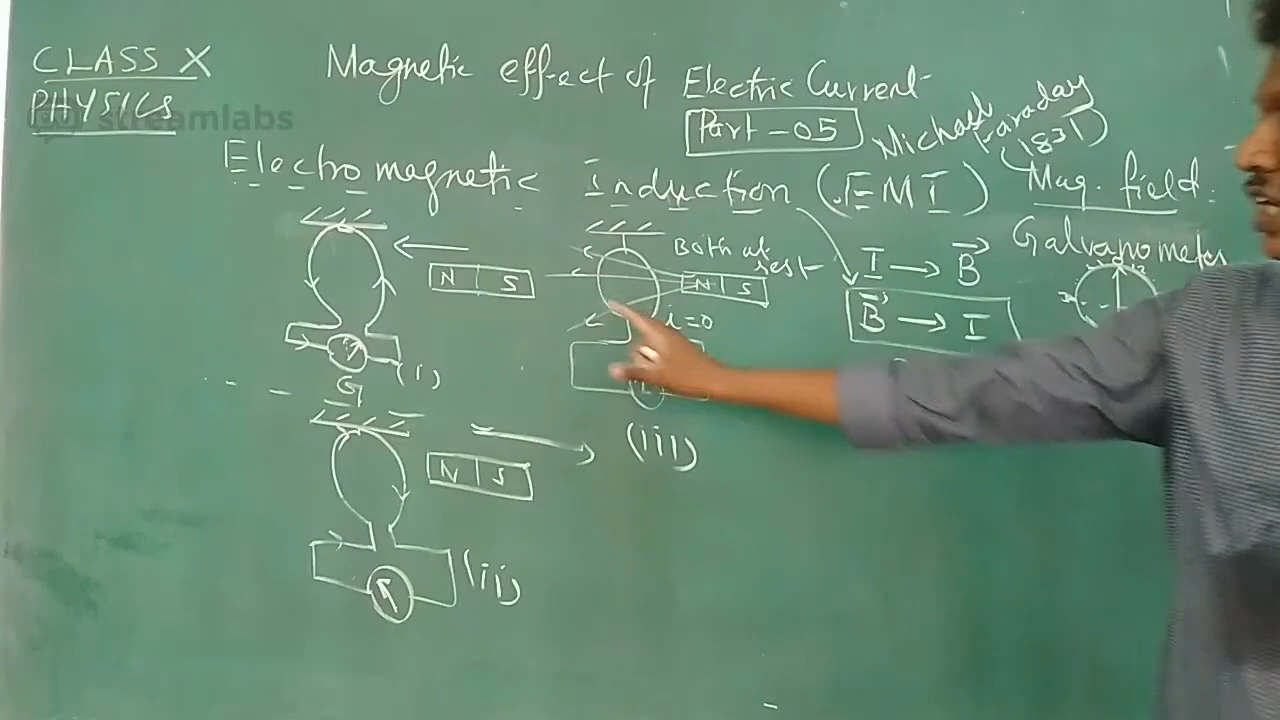 CLASS X
PHYSICS
streamlabs
Magnetic effect of Electric Current
Part-05
Michael Faraday
(1831)
Electromagnetic Induction (EMI)
Mag. field.
Galvanometer
I → B
B → I
N S
Both at rest
N S
i=0
G
(i)
N S
(ii)
(iii)